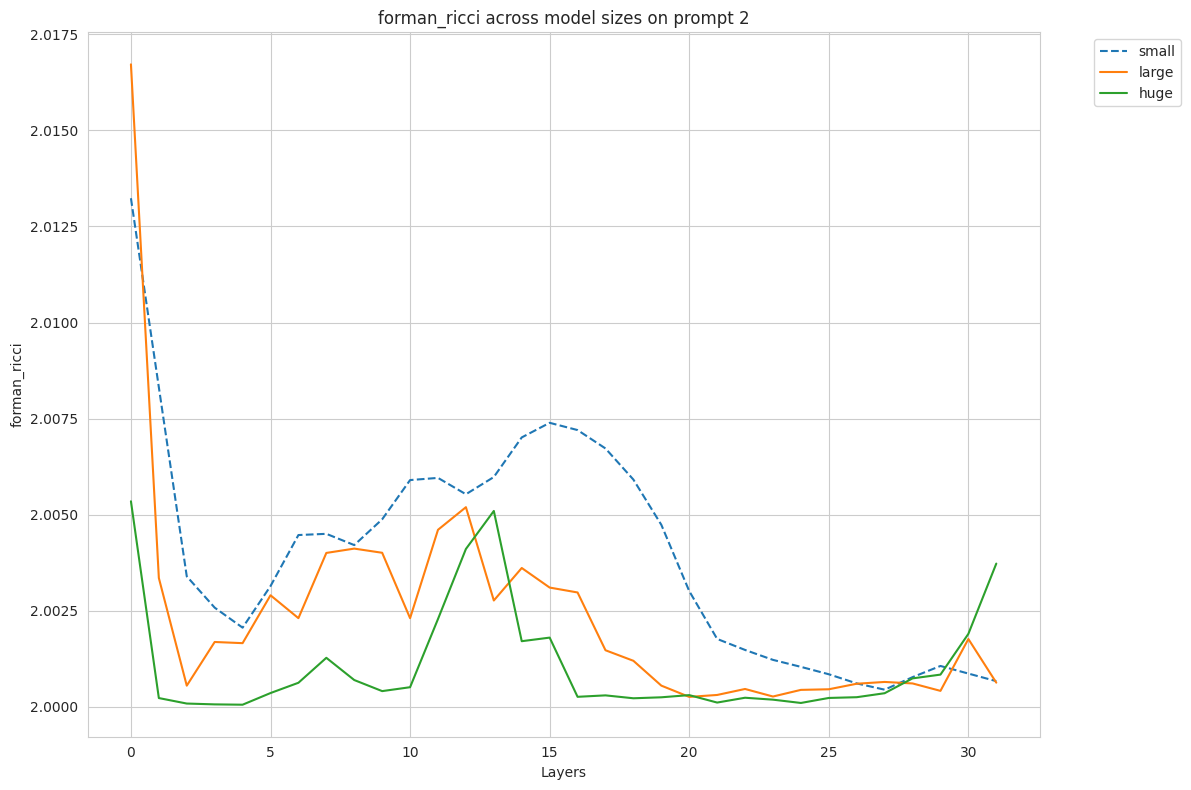 forman_ricci across model sizes on prompt 2
small
large
huge
forman_ricci
2.0175
2.0150
2.0125
2.0100
2.0075
2.0050
2.0025
2.0000
0 5 10 15 20 25 30
Layers